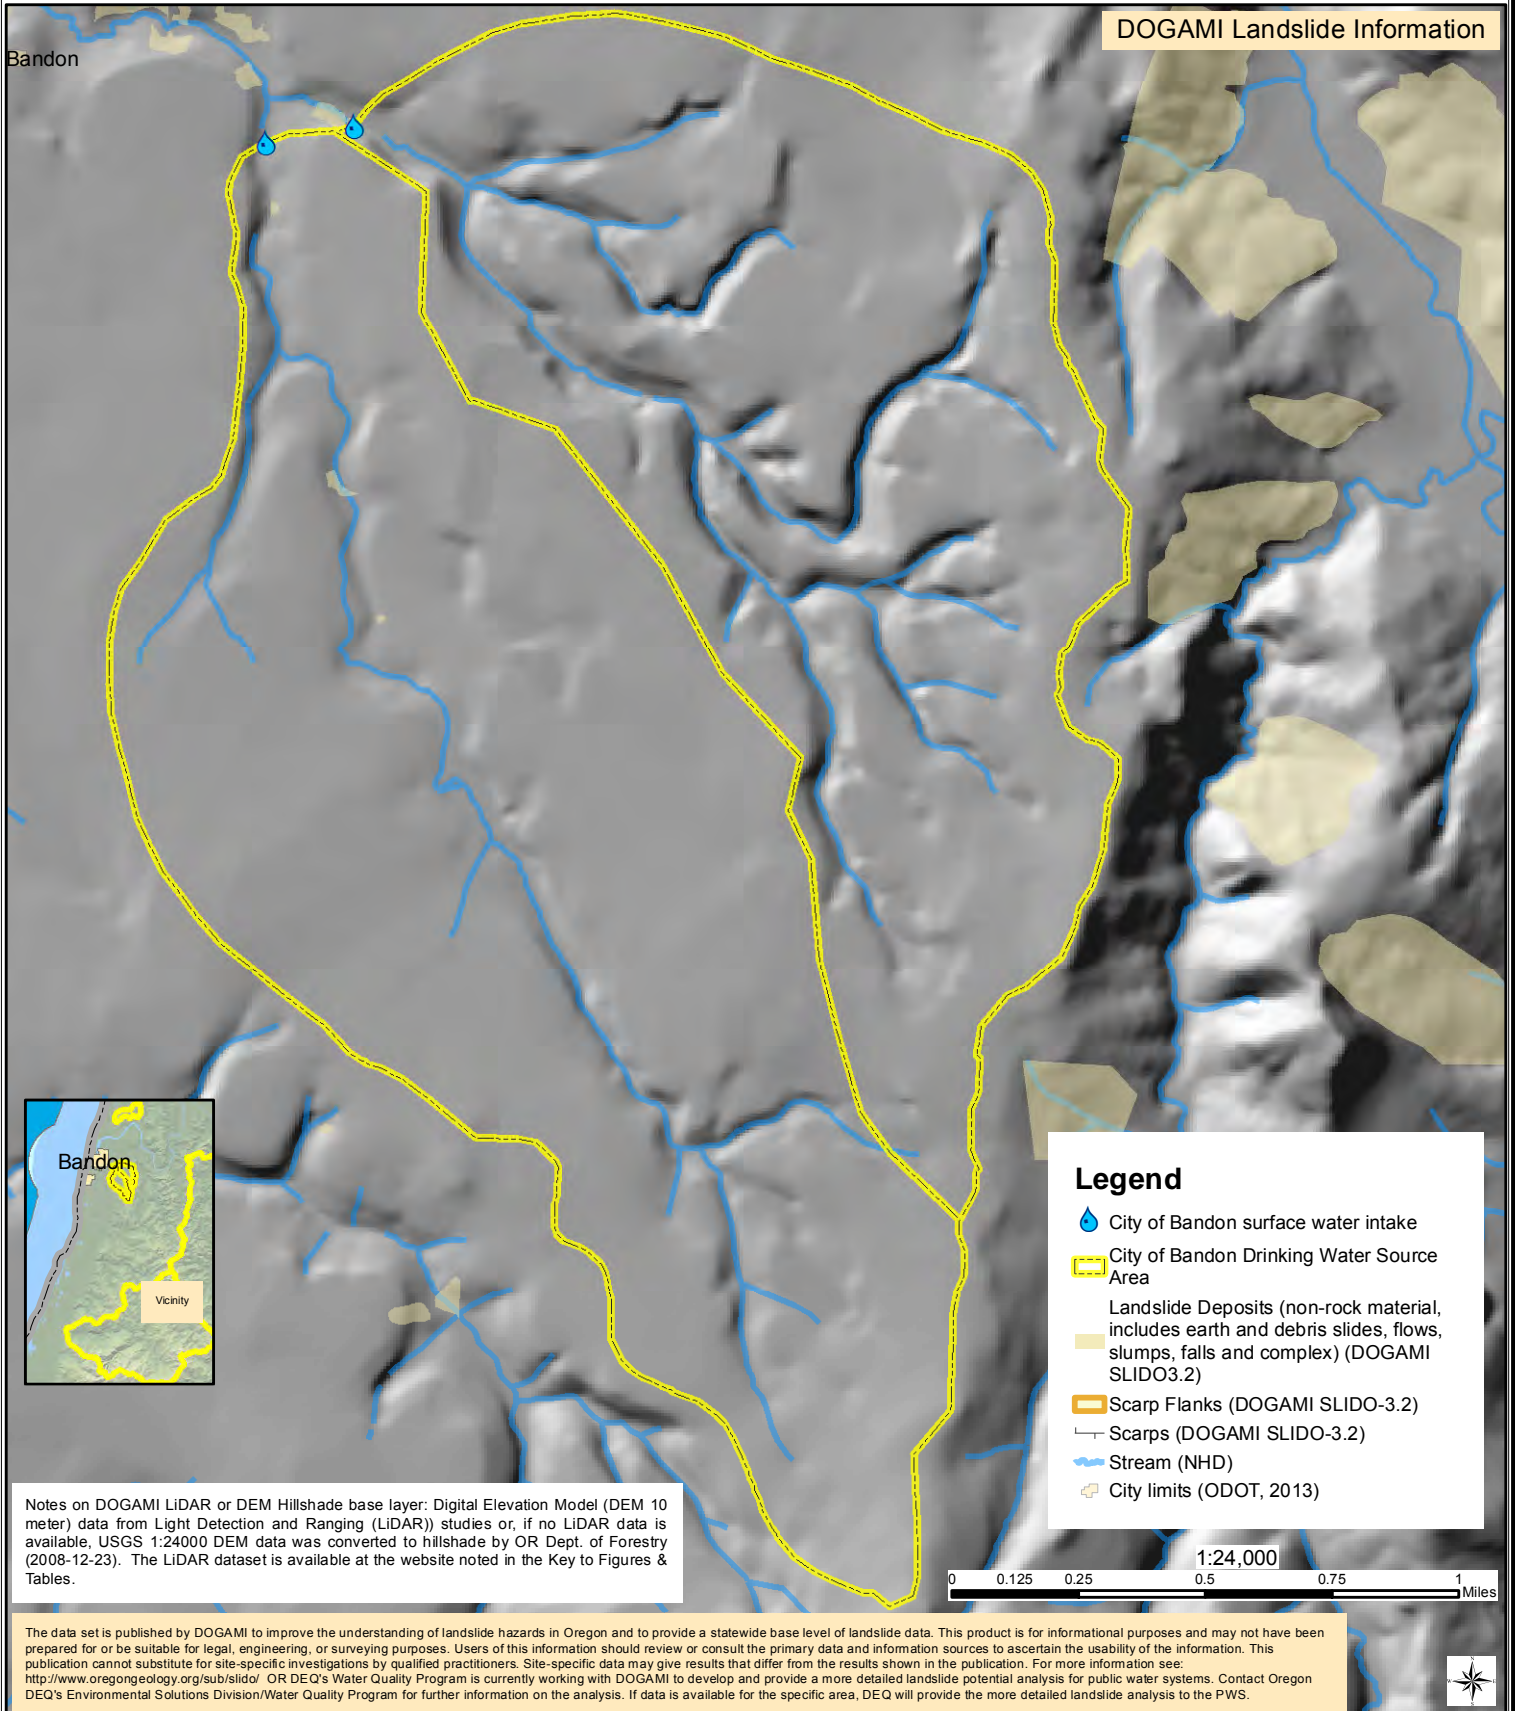 DOGAMI Landslide Information
Bandon
Bandon
Vicinity
Legend
City of Bandon surface water intake
City of Bandon Drinking Water Source
Area
Landslide Deposits (non-rock material,
includes earth and debris slides, flows,
slumps, falls and complex) (DOGAMI
SLIDO3.2)
Scarp Flanks (DOGAMI SLIDO-3.2)
Scarps (DOGAMI SLIDO-3.2)
Stream (NHD)
City limits (ODOT, 2013)
Notes on DOGAMI LiDAR or DEM Hillshade base layer: Digital Elevation Model (DEM 10
meter) data from Light Detection and Ranging (LiDAR)) studies or, if no LiDAR data is
available, USGS 1:24000 DEM data was converted to hillshade by OR Dept. of Forestry
(2008-12-23). The LiDAR dataset is available at the website noted in the Key to Figures &
Tables.
1:24,000
0 0.125 0.25 0.5 0.75 1
Miles
The data set is published by DOGAMI to improve the understanding of landslide hazards in Oregon and to provide a statewide base level of landslide data. This product is for informational purposes and may not have been
prepared for or be suitable for legal, engineering, or surveying purposes. Users of this information should review or consult the primary data and information sources to ascertain the usability of the information. This
publication cannot substitute for site-specific investigations by qualified practitioners. Site-specific data may give results that differ from the results shown in the publication. For more information see:
http://www.oregongeology.org/sub/slido/ OR DEQ's Water Quality Program is currently working with DOGAMI to develop and provide a more detailed landslide potential analysis for public water systems. Contact Oregon
DEQ's Environmental Solutions Division/Water Quality Program for further information on the analysis. If data is available for the specific area, DEQ will provide the more detailed landslide analysis to the PWS.
N
W E
S